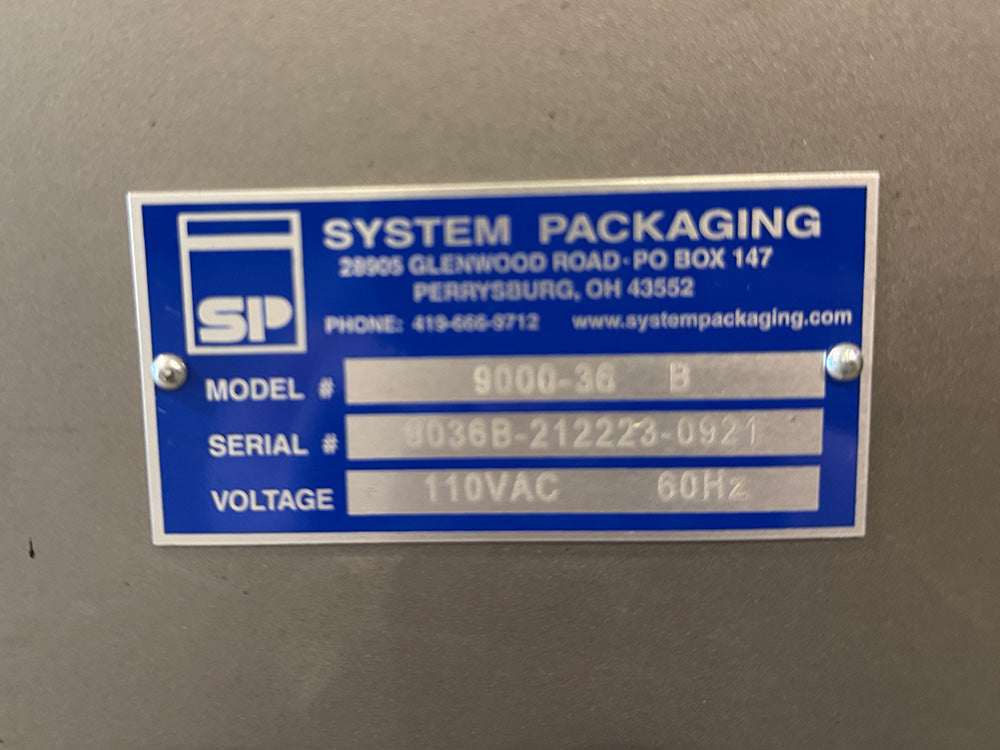 SP
SYSTEM PACKAGING
28905 GLENWOOD ROAD·PO BOX 147
PERRYSBURG, OH 43552
PHONE: 419-666-9712 www.systempackaging.com
MODEL # 9000-36 B
SERIAL # 9036B-212223-0921
VOLTAGE 110VAC 60Hz